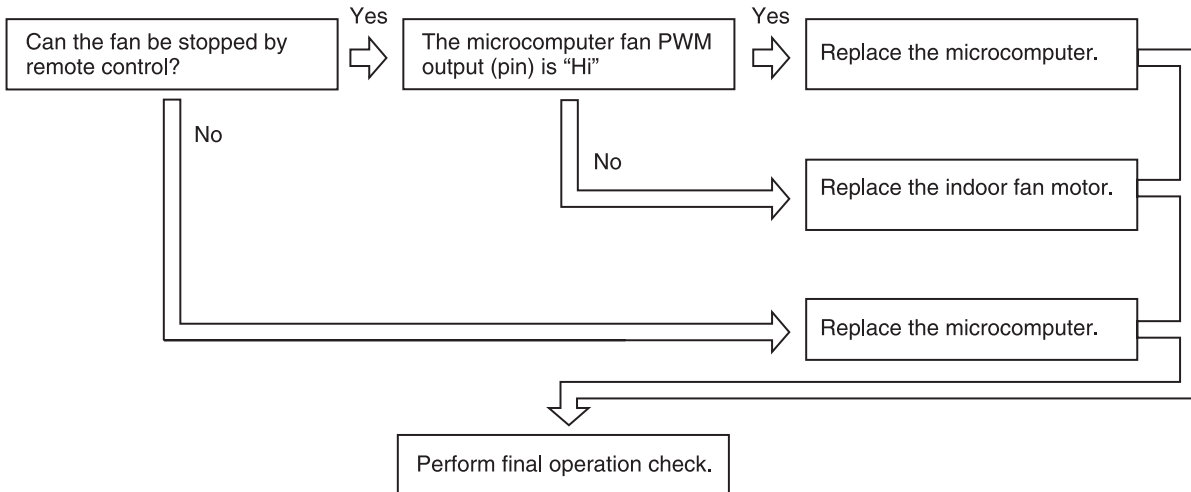 Yes
Yes
Can the fan be stopped by
remote control?
The microcomputer fan PWM
output (pin) is “Hi”
Replace the microcomputer.
No
No
Replace the indoor fan motor.
Replace the microcomputer.
Perform final operation check.